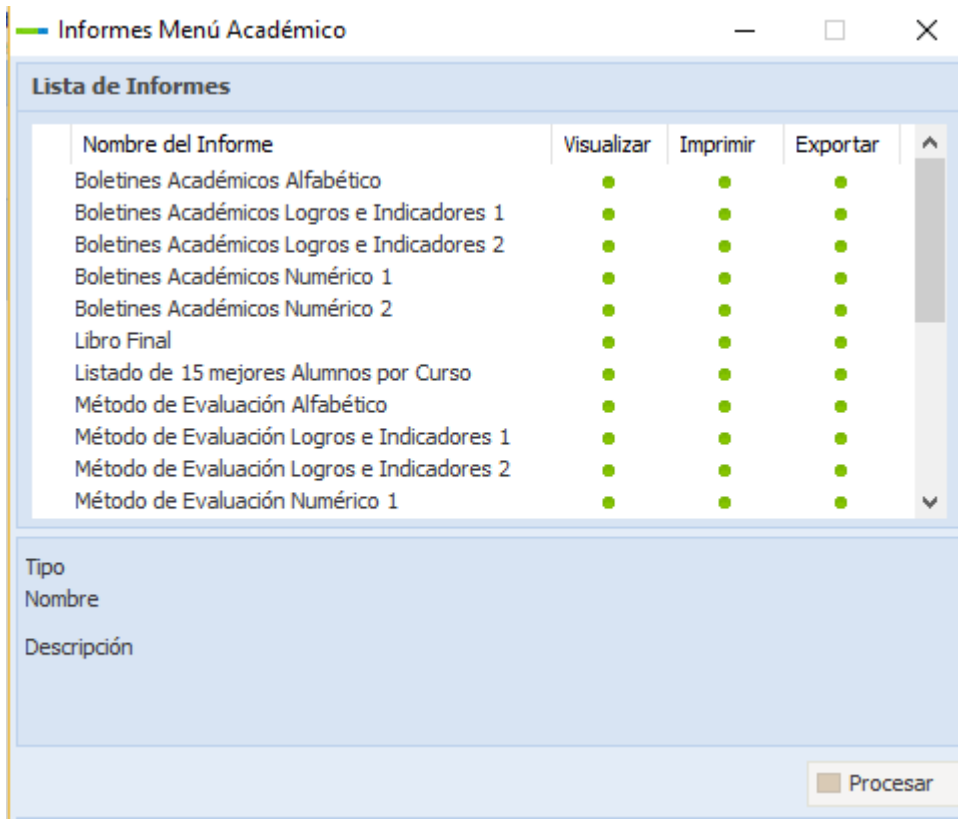 Informes Menú Académico
Lista de Informes
Nombre del Informe Visualizar Imprimir Exportar
Boletines Académicos Alfabético
Boletines Académicos Logros e Indicadores 1
Boletines Académicos Logros e Indicadores 2
Boletines Académicos Numérico 1
Boletines Académicos Numérico 2
Libro Final
Listado de 15 mejores Alumnos por Curso
Método de Evaluación Alfabético
Método de Evaluación Logros e Indicadores 1
Método de Evaluación Logros e Indicadores 2
Método de Evaluación Numérico 1
Tipo
Nombre
Descripción
Procesar